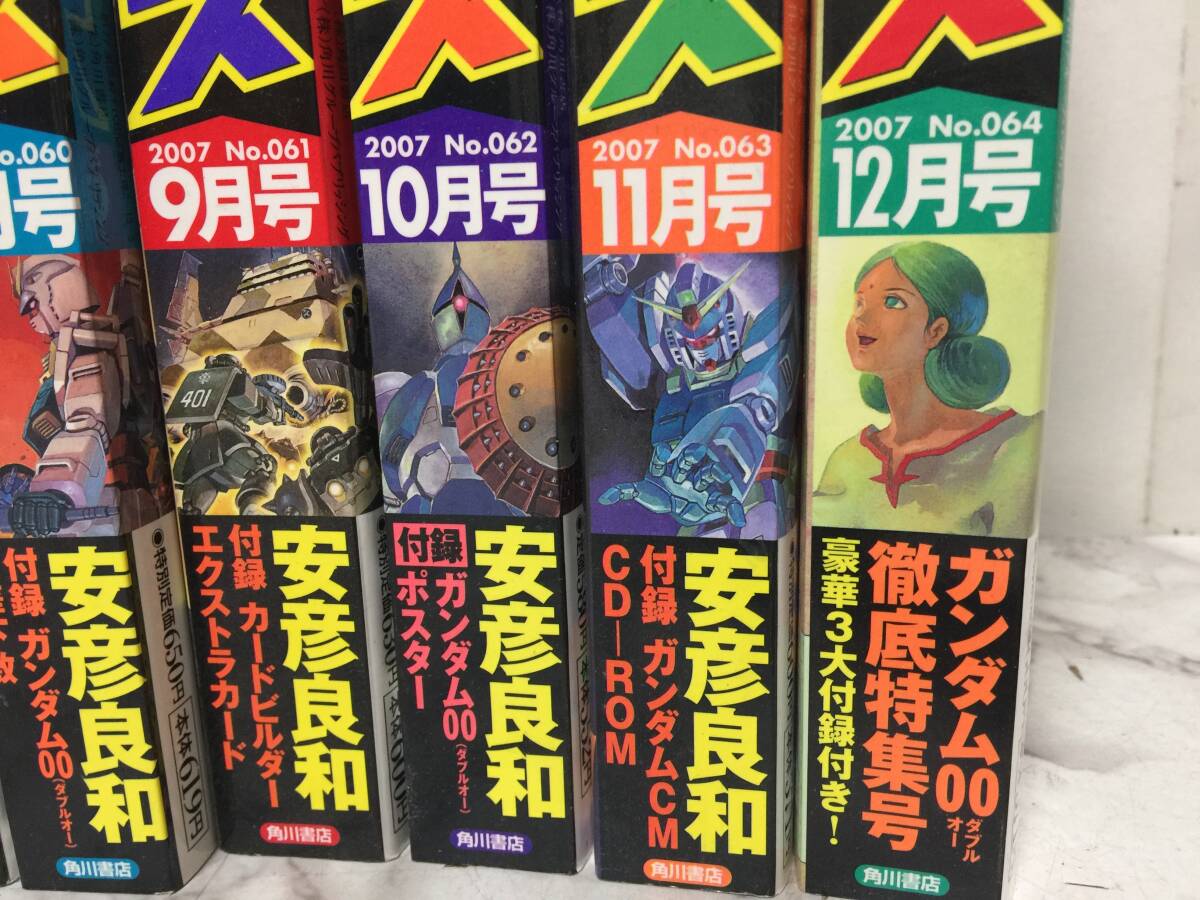 ス
2007 No.061
9月号
401
安彦良和
付録 カードビルダー
エクストラカード
角川書店
ス
2007 No.062
10月号
安彦良和
付録 ガンダム00(ダブルオー)
ポスター
角川書店
ス
2007 No.063
11月号
安彦良和
付録 ガンダムCM
CD-ROM
角川書店
ス
2007 No.064
12月号
ガンダム00ダブルオー
徹底特集号
豪華3大付録付き!
角川書店
No.060
月号
安彦良和
付録 ガンダム00(ダブルオー)
角川書店
●特別定価650円 本体619円